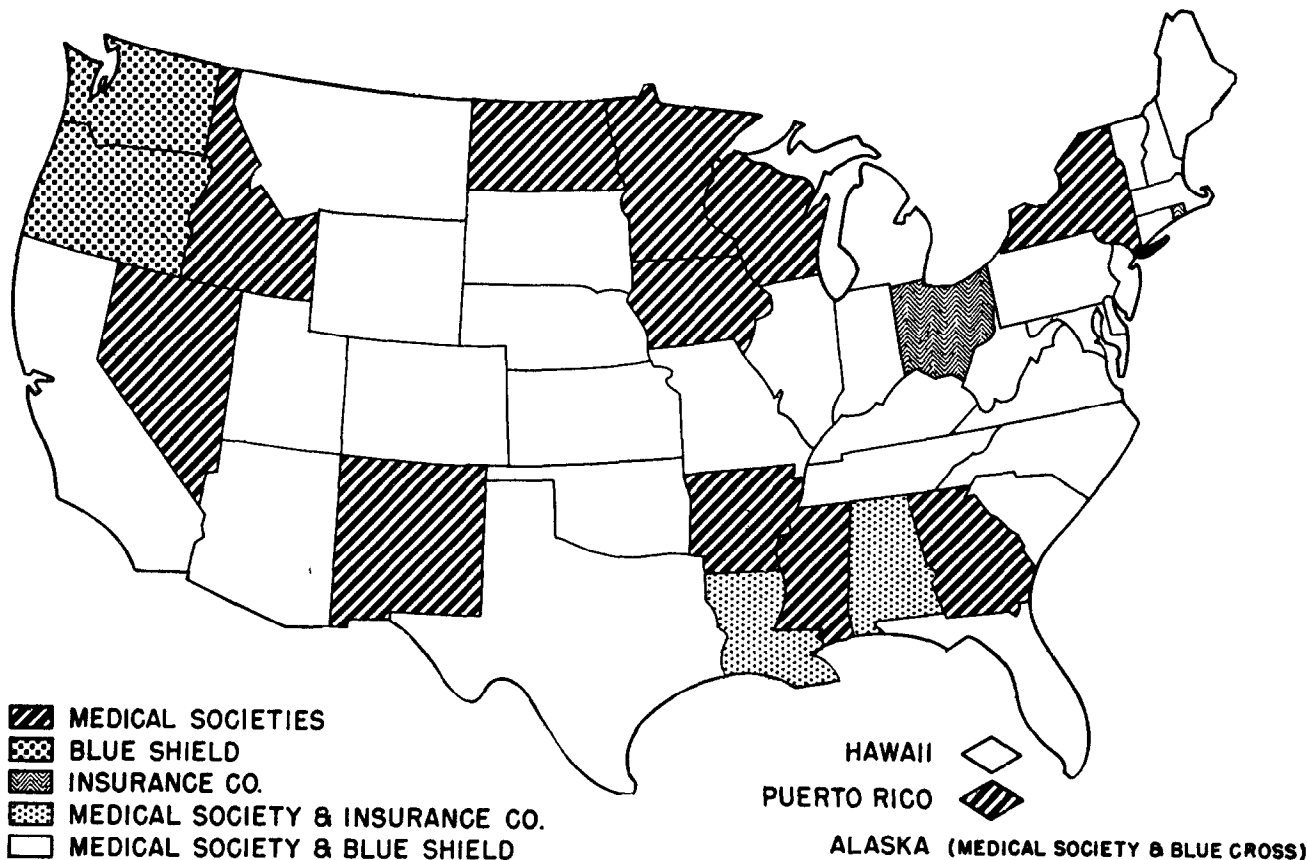 MEDICAL SOCIETIES
BLUE SHIELD
INSURANCE CO.
MEDICAL SOCIETY & INSURANCE CO.
MEDICAL SOCIETY & BLUE SHIELD
HAWAII
PUERTO RICO
ALASKA (MEDICAL SOCIETY & BLUE CROSS)